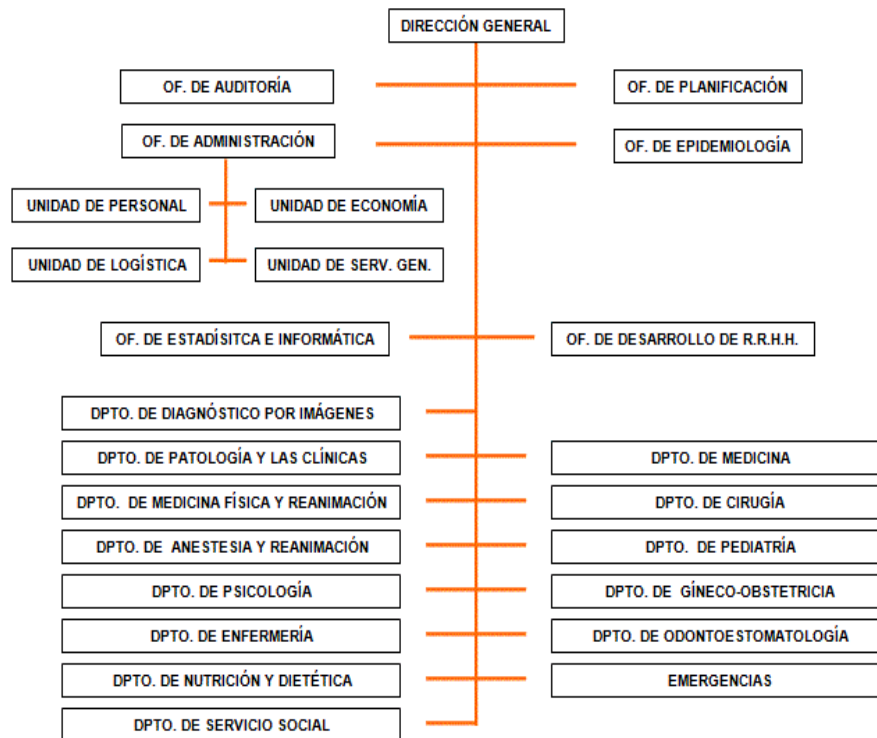 DIRECCIÓN GENERAL
OF. DE AUDITORÍA
OF. DE PLANIFICACIÓN
OF. DE ADMINISTRACIÓN
OF. DE EPIDEMIOLOGÍA
UNIDAD DE PERSONAL
UNIDAD DE ECONOMÍA
UNIDAD DE LOGÍSTICA
UNIDAD DE SERV. GEN.
OF. DE ESTADÍSITCA E INFORMÁTICA
OF. DE DESARROLLO DE R.R.H.H.
DPTO. DE DIAGNÓSTICO POR IMÁGENES
DPTO. DE PATOLOGÍA Y LAS CLÍNICAS
DPTO. DE MEDICINA
DPTO. DE MEDICINA FÍSICA Y REANIMACIÓN
DPTO. DE CIRUGÍA
DPTO. DE ANESTESIA Y REANIMACIÓN
DPTO. DE PEDIATRÍA
DPTO. DE PSICOLOGÍA
DPTO. DE GÍNECO-OBSTETRICIA
DPTO. DE ENFERMERÍA
DPTO. DE ODONTOESTOMATOLOGÍA
DPTO. DE NUTRICIÓN Y DIETÉTICA
EMERGENCIAS
DPTO. DE SERVICIO SOCIAL